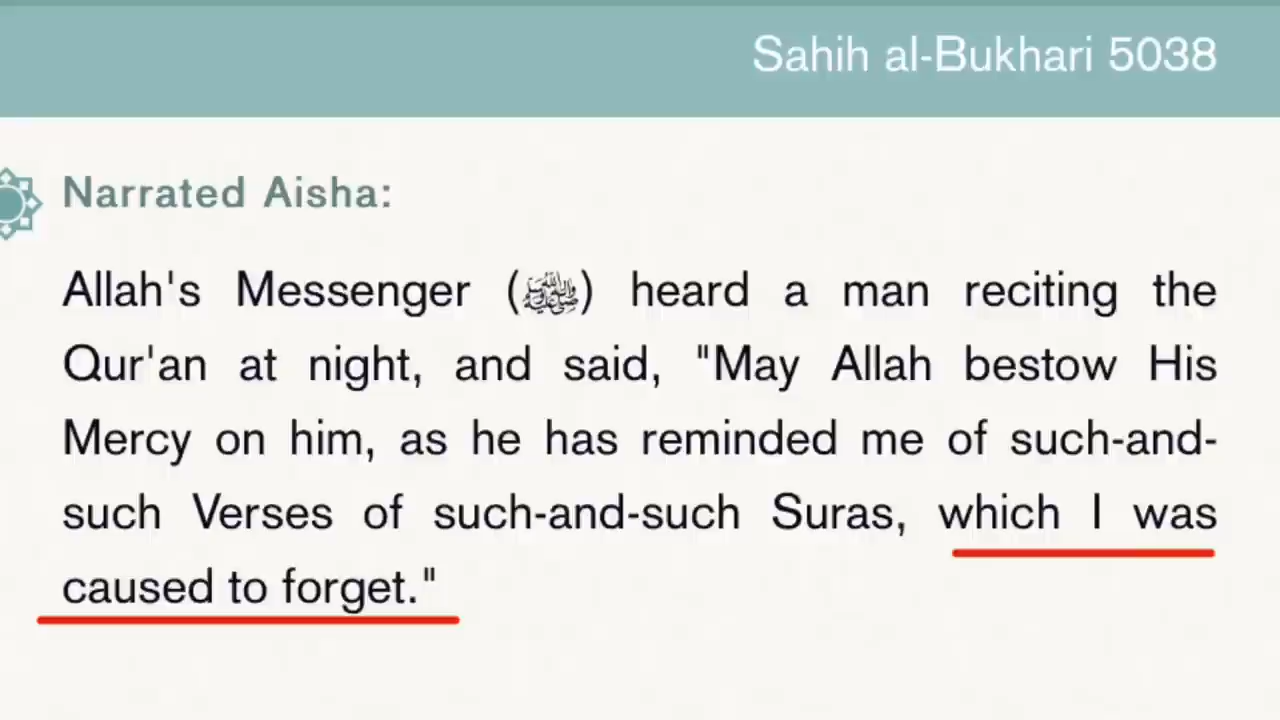 Sahih al-Bukhari 5038
Narrated Aisha:
Allah's Messenger (ﷺ) heard a man reciting the
Qur'an at night, and said, "May Allah bestow His
Mercy on him, as he has reminded me of such-and-
such Verses of such-and-such Suras, which I was
caused to forget."